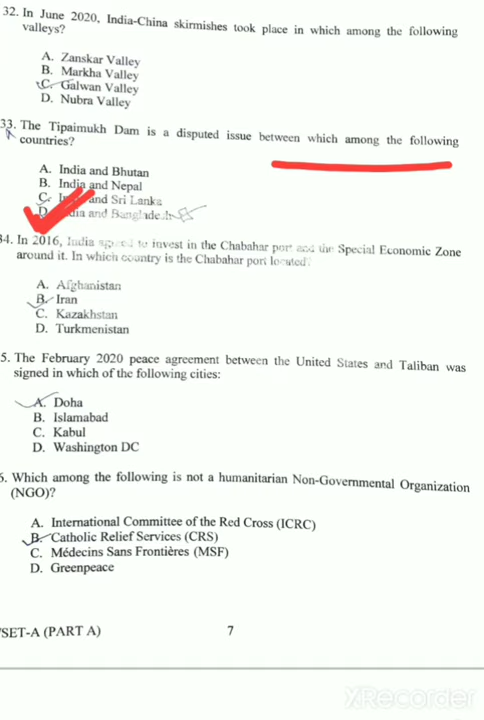 32. In June 2020, India-China skirmishes took place in which among the following
valleys?
A. Zanskar Valley
B. Markha Valley
C. Galwan Valley
D. Nubra Valley
33. The Tipaimukh Dam is a disputed issue between which among the following
countries?
A. India and Bhutan
B. India and Nepal
C. and Sri Lanka
D. and Bangladesh
34. In 2016, India agreed to invest in the Chabahar port and the Special Economic Zone
around it. In which country is the Chabahar port located?
A. Afghanistan
B. Iran
C. Kazakhstan
D. Turkmenistan
5. The February 2020 peace agreement between the United States and Taliban was
signed in which of the following cities:
A. Doha
B. Islamabad
C. Kabul
D. Washington DC
6. Which among the following is not a humanitarian Non-Governmental Organization
(NGO)?
A. International Committee of the Red Cross (ICRC)
B. Catholic Relief Services (CRS)
C. Médecins Sans Frontières (MSF)
D. Greenpeace
/SET-A (PART A)
7
XRecorder